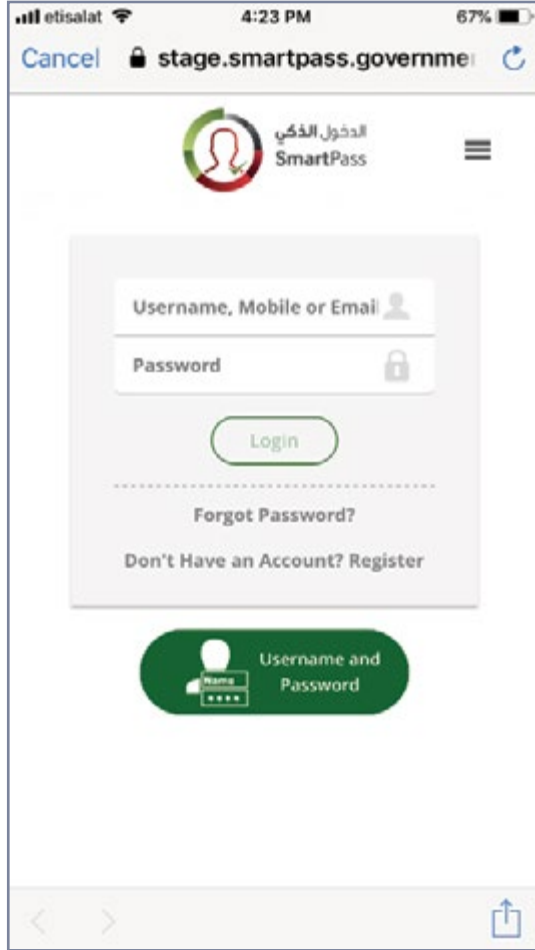 etisalat 4:23 PM 67%
Cancel stage.smartpass.governme
الدخول الذكي
SmartPass
Username, Mobile or Email
Password
Login
Forgot Password?
Don't Have an Account? Register
Username and
Password
Name
****